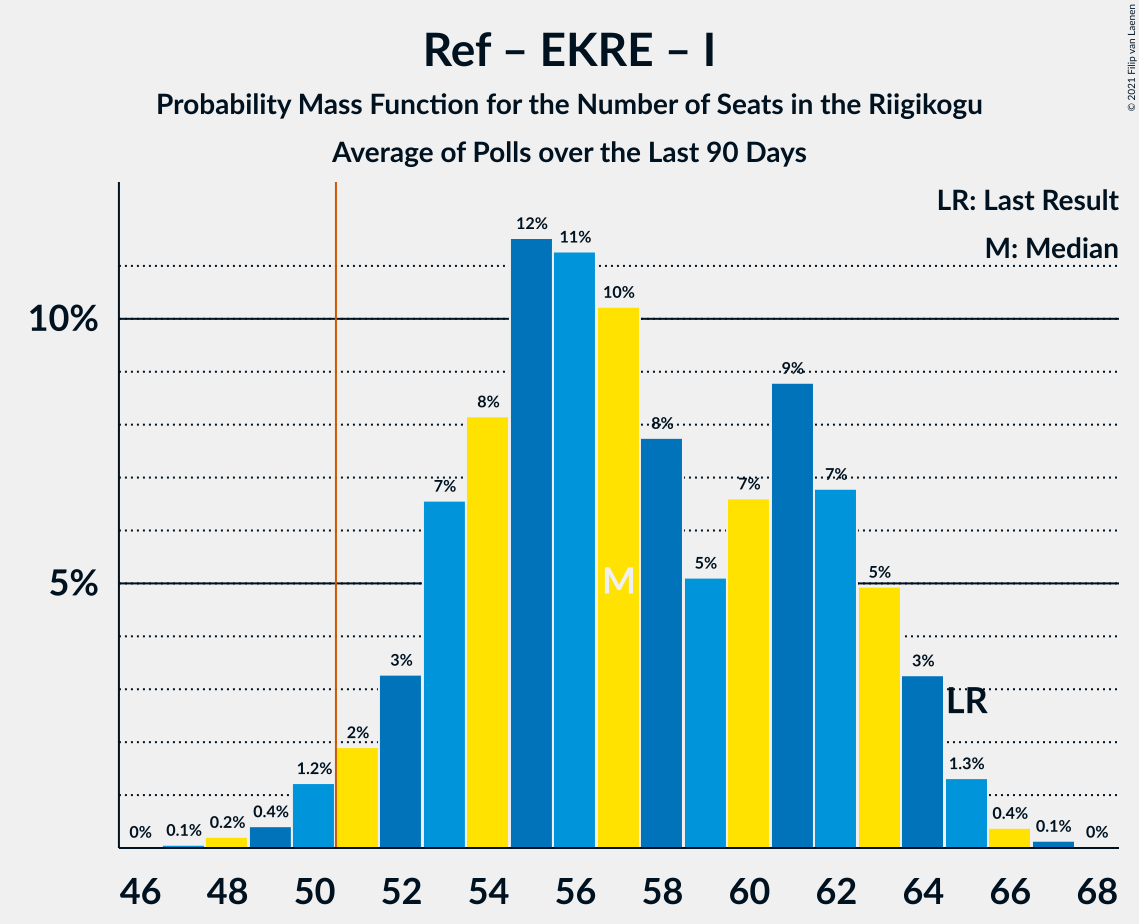 Ref – EKRE – I
Probability Mass Function for the Number of Seats in the Riigikogu
Average of Polls over the Last 90 Days
© 2021 Filip van Laenen
LR: Last Result
M: Median
10%
5%
0%
0.1%
0.2%
0.4%
1.2%
2%
3%
7%
8%
12%
11%
10%
8%
5%
7%
9%
7%
5%
3%
1.3%
0.4%
0.1%
0%
M
LR
46 48 50 52 54 56 58 60 62 64 66 68